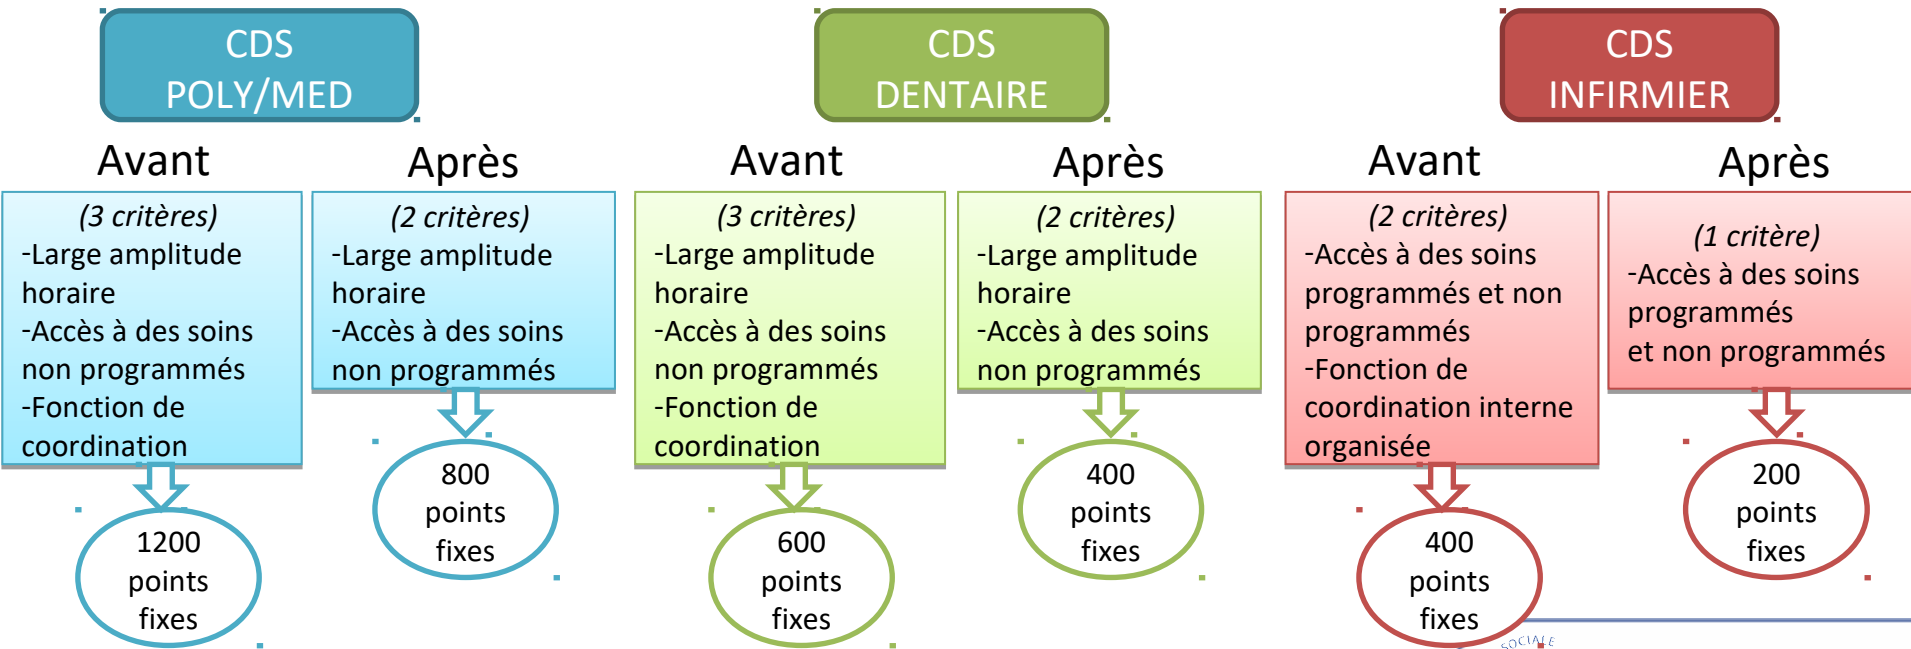 CDS
POLY/MED
Avant
Après
(3 critères)
-Large amplitude
horaire
-Accès à des soins
non programmés
-Fonction de
coordination
1200
points
fixes
(2 critères)
-Large amplitude
horaire
-Accès à des soins
non programmés
800
points
fixes
CDS
DENTAIRE
Avant
Après
(3 critères)
-Large amplitude
horaire
-Accès à des soins
non programmés
-Fonction de
coordination
600
points
fixes
(2 critères)
-Large amplitude
horaire
-Accès à des soins
non programmés
400
points
fixes
CDS
INFIRMIER
Avant
Après
(2 critères)
-Accès à des soins
programmés et non
programmés
-Fonction de
coordination interne
organisée
400
points
fixes
(1 critère)
-Accès à des soins
programmés
et non programmés
200
points
fixes
SOCIALE